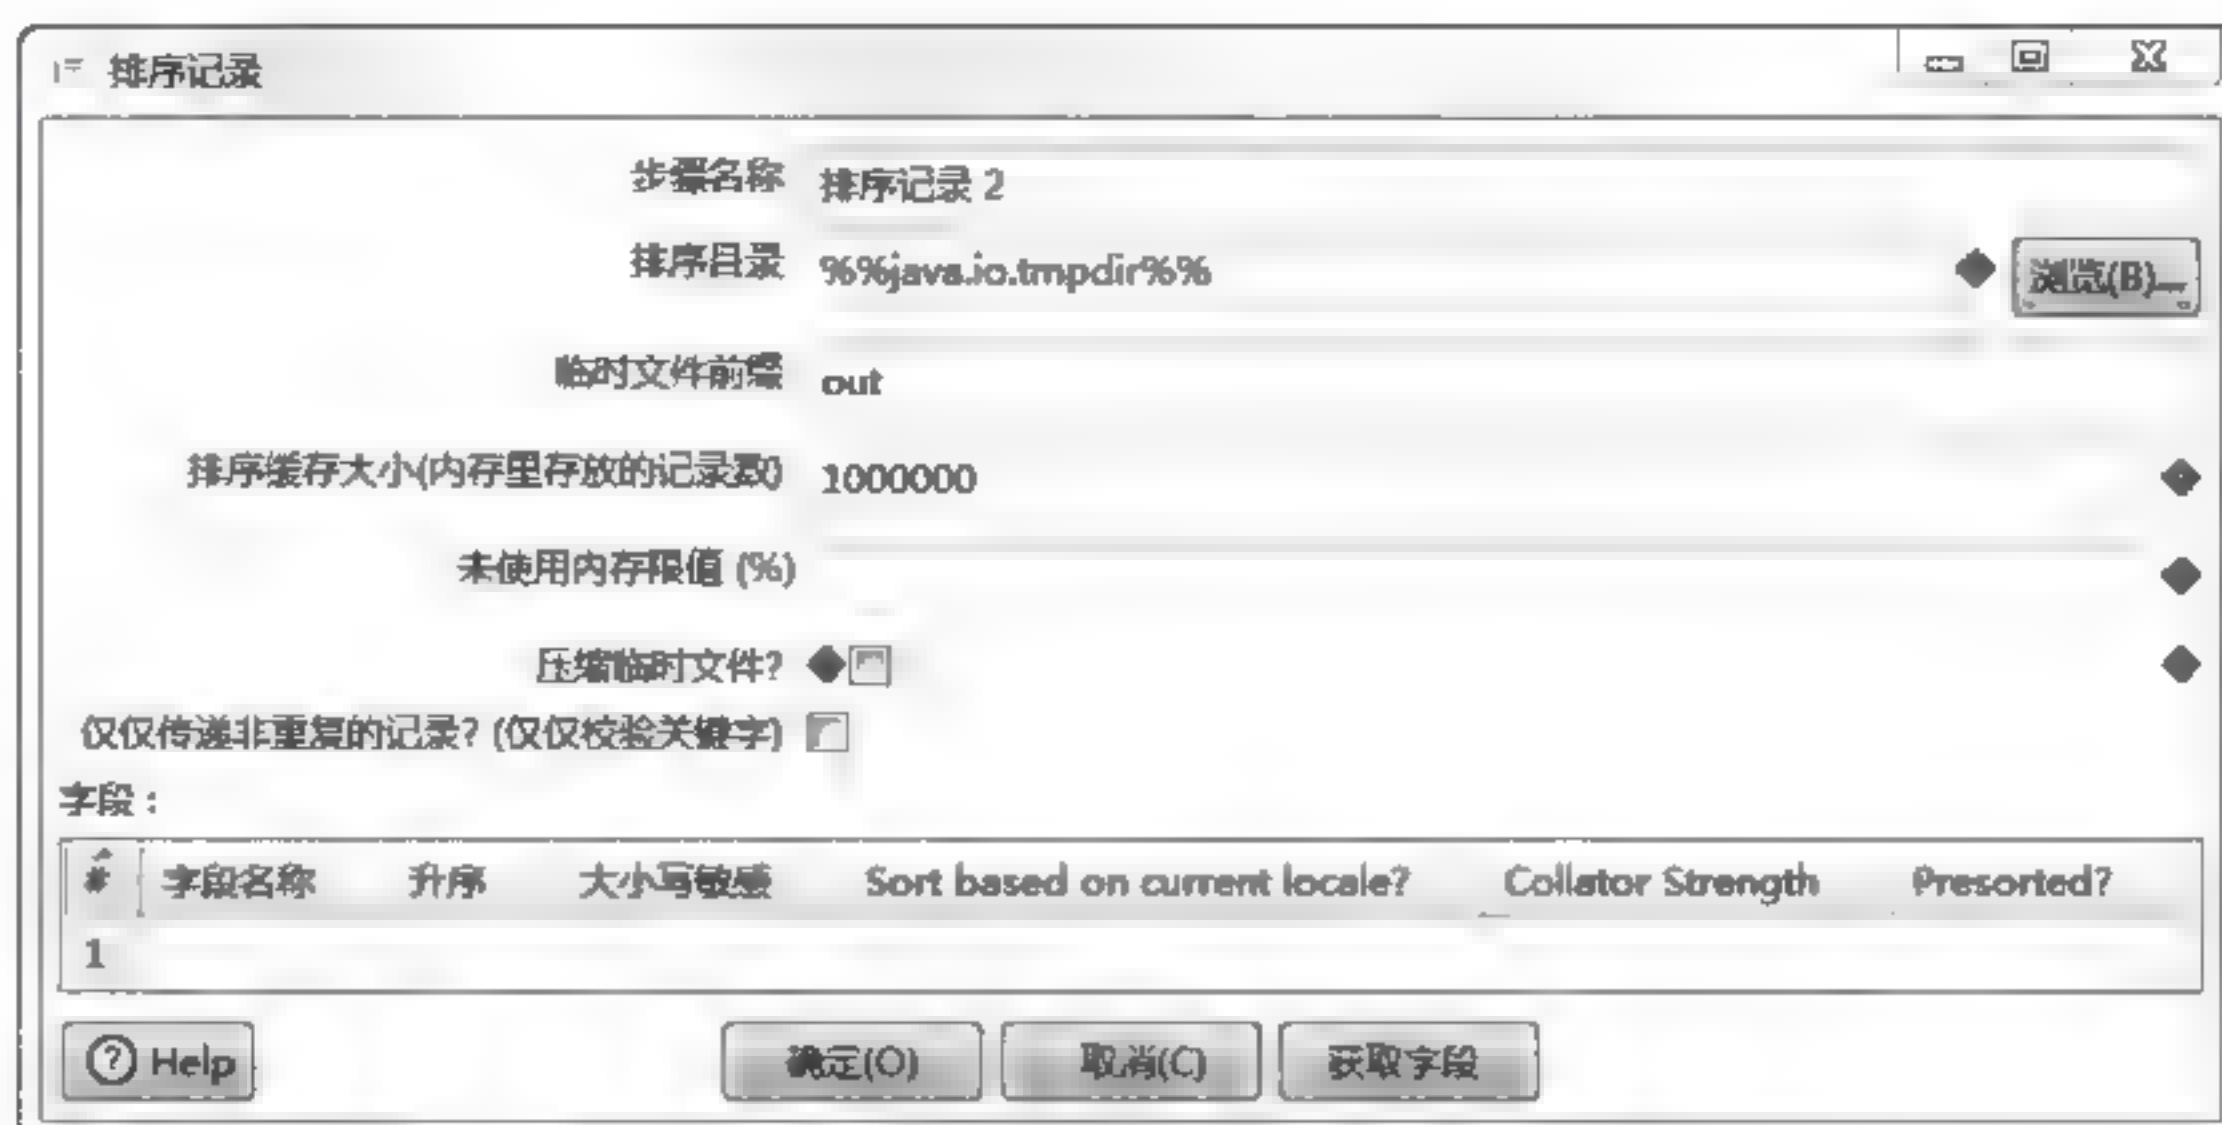 排序记录
步骤名称 排序记录 2
排序目录 %%java.io.tmpdir%% 浏览(B)...
临时文件前缀 out
排序缓存大小(内存里存放的记录数) 1000000
未使用内存限值 (%)
压缩临时文件?
仅仅传递非重复的记录? (仅仅校验关键字)
字段：
# 字段名称 升序 大小写敏感 Sort based on current locale? Collator Strength Presorted?
1
Help 确定(O) 取消(C) 获取字段